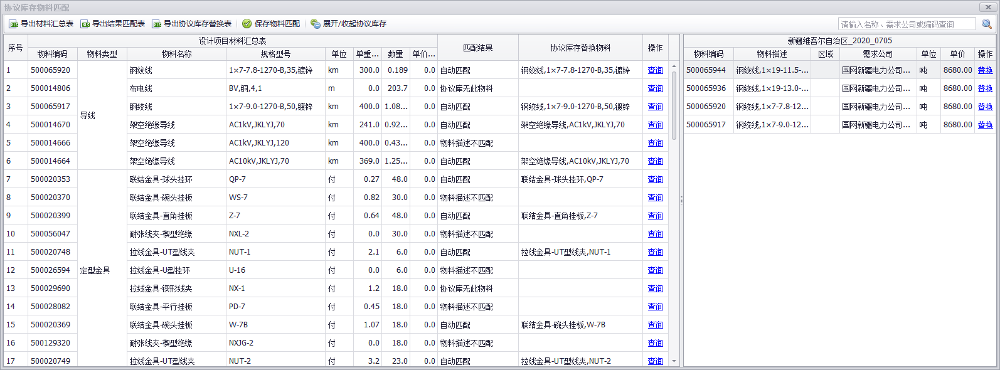 协议库存物料匹配
导出材料汇总表 导出结果匹配表 导出协议库存替换表 保存物料匹配 展开/收起协议库存 请输入名称、需求公司或编码查询
序号 设计项目材料汇总表 匹配结果 协议库存替换物料 操作
物料编码 物料类型 物料名称 规格型号 单位 单重... 数量 单价...
1 500065920 钢绞线 1×7-7.8-1270-B,35,镀锌 km 300.0 0.189 0.0 自动匹配 钢绞线,1×7-7.8-1270-B,35,镀锌 查询
2 500014806 布电线 BV,铜,4,1 m 0.0 203.7 0.0 协议库无此物料 查询
3 500065917 钢绞线 1×7-9.0-1270-B,50,镀锌 km 400.0 1.08... 0.0 自动匹配 钢绞线,1×7-9.0-1270-B,50,镀锌 查询
导线
4 500014670 架空绝缘导线 AC1kV,JKLYJ,70 km 241.0 0.92... 0.0 自动匹配 架空绝缘导线,AC1kV,JKLYJ,70 查询
5 500014666 架空绝缘导线 AC1kV,JKLYJ,120 km 400.0 0.43... 0.0 物料描述不匹配 查询
6 500014664 架空绝缘导线 AC10kV,JKLYJ,70 km 369.0 1.25... 0.0 自动匹配 架空绝缘导线,AC10kV,JKLYJ,70 查询
7 500020353 联结金具-球头挂环 QP-7 付 0.27 48.0 0.0 自动匹配 联结金具-球头挂环,QP-7 查询
8 500020370 联结金具-碗头挂板 WS-7 付 0.82 30.0 0.0 物料描述不匹配 查询
9 500020399 联结金具-直角挂板 Z-7 付 0.64 48.0 0.0 自动匹配 联结金具-直角挂板,Z-7 查询
10 500056047 耐张线夹-楔型绝缘 NXL-2 付 0.0 30.0 0.0 物料描述不匹配 查询
11 500020748 拉线金具-UT型线夹 NUT-1 付 2.1 6.0 0.0 自动匹配 拉线金具-UT型线夹,NUT-1 查询
12 500026594 定型金具 拉线金具-U型挂环 U-16 付 0.0 6.0 0.0 物料描述不匹配 查询
13 500029690 拉线金具-锲形线夹 NX-1 付 1.2 18.0 0.0 协议库无此物料 查询
14 500028082 联结金具-平行挂板 PD-7 付 0.45 18.0 0.0 物料描述不匹配 查询
15 500020369 联结金具-碗头挂板 W-7B 付 1.07 18.0 0.0 自动匹配 联结金具-碗头挂板,W-7B 查询
16 500129320 耐张线夹-楔型绝缘 NXJG-2 付 0.0 18.0 0.0 物料描述不匹配 查询
17 500020749 拉线金具-UT型线夹 NUT-2 付 3.2 23.0 0.0 自动匹配 拉线金具-UT型线夹,NUT-2 查询
新疆维吾尔自治区_2020_0705
物料编码 物料描述 区域 需求公司 单位 单价 操作
500065944 钢绞线,1×19-11.5-... 国网新疆电力公司... 吨 8680.00 替换
500065936 钢绞线,1×19-13.0-... 国网新疆电力公司... 吨 8680.00 替换
500065920 钢绞线,1×7-7.8-12... 国网新疆电力公司... 吨 8680.00 替换
500065917 钢绞线,1×7-9.0-12... 国网新疆电力公司... 吨 8680.00 替换